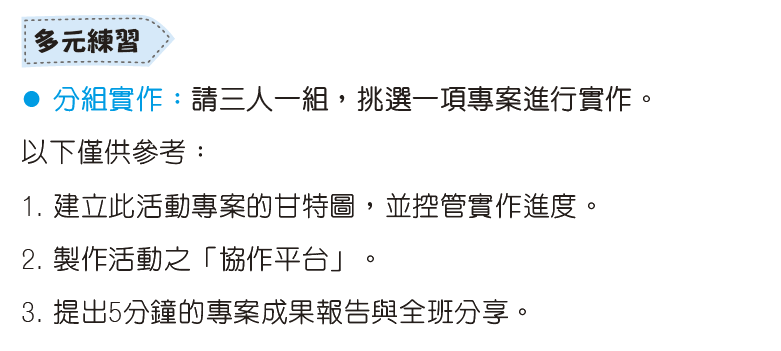 多元練習
● 分組實作：請三人一組，挑選一項專案進行實作。
以下僅供參考：
1. 建立此活動專案的甘特圖，並控管實作進度。
2. 製作活動之「協作平台」。
3. 提出5分鐘的專案成果報告與全班分享。